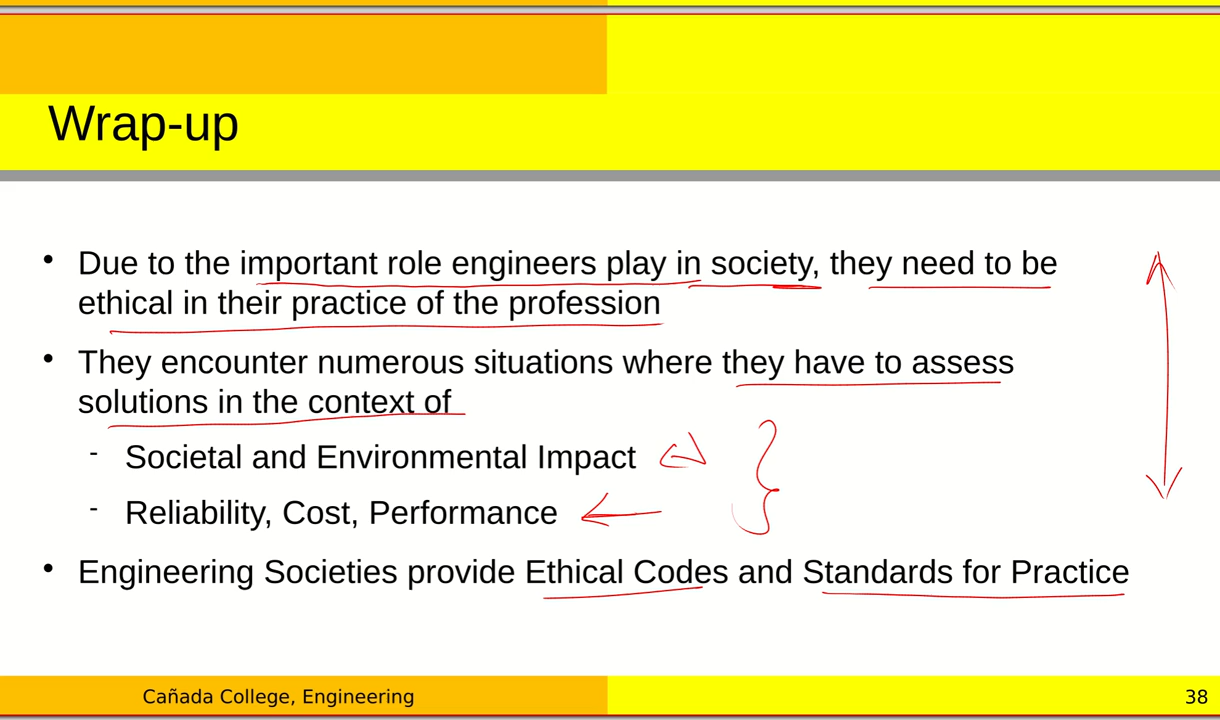 Wrap-up
• Due to the important role engineers play in society, they need to be
ethical in their practice of the profession
• They encounter numerous situations where they have to assess
solutions in the context of
- Societal and Environmental Impact
- Reliability, Cost, Performance
• Engineering Societies provide Ethical Codes and Standards for Practice
Cañada College, Engineering
38